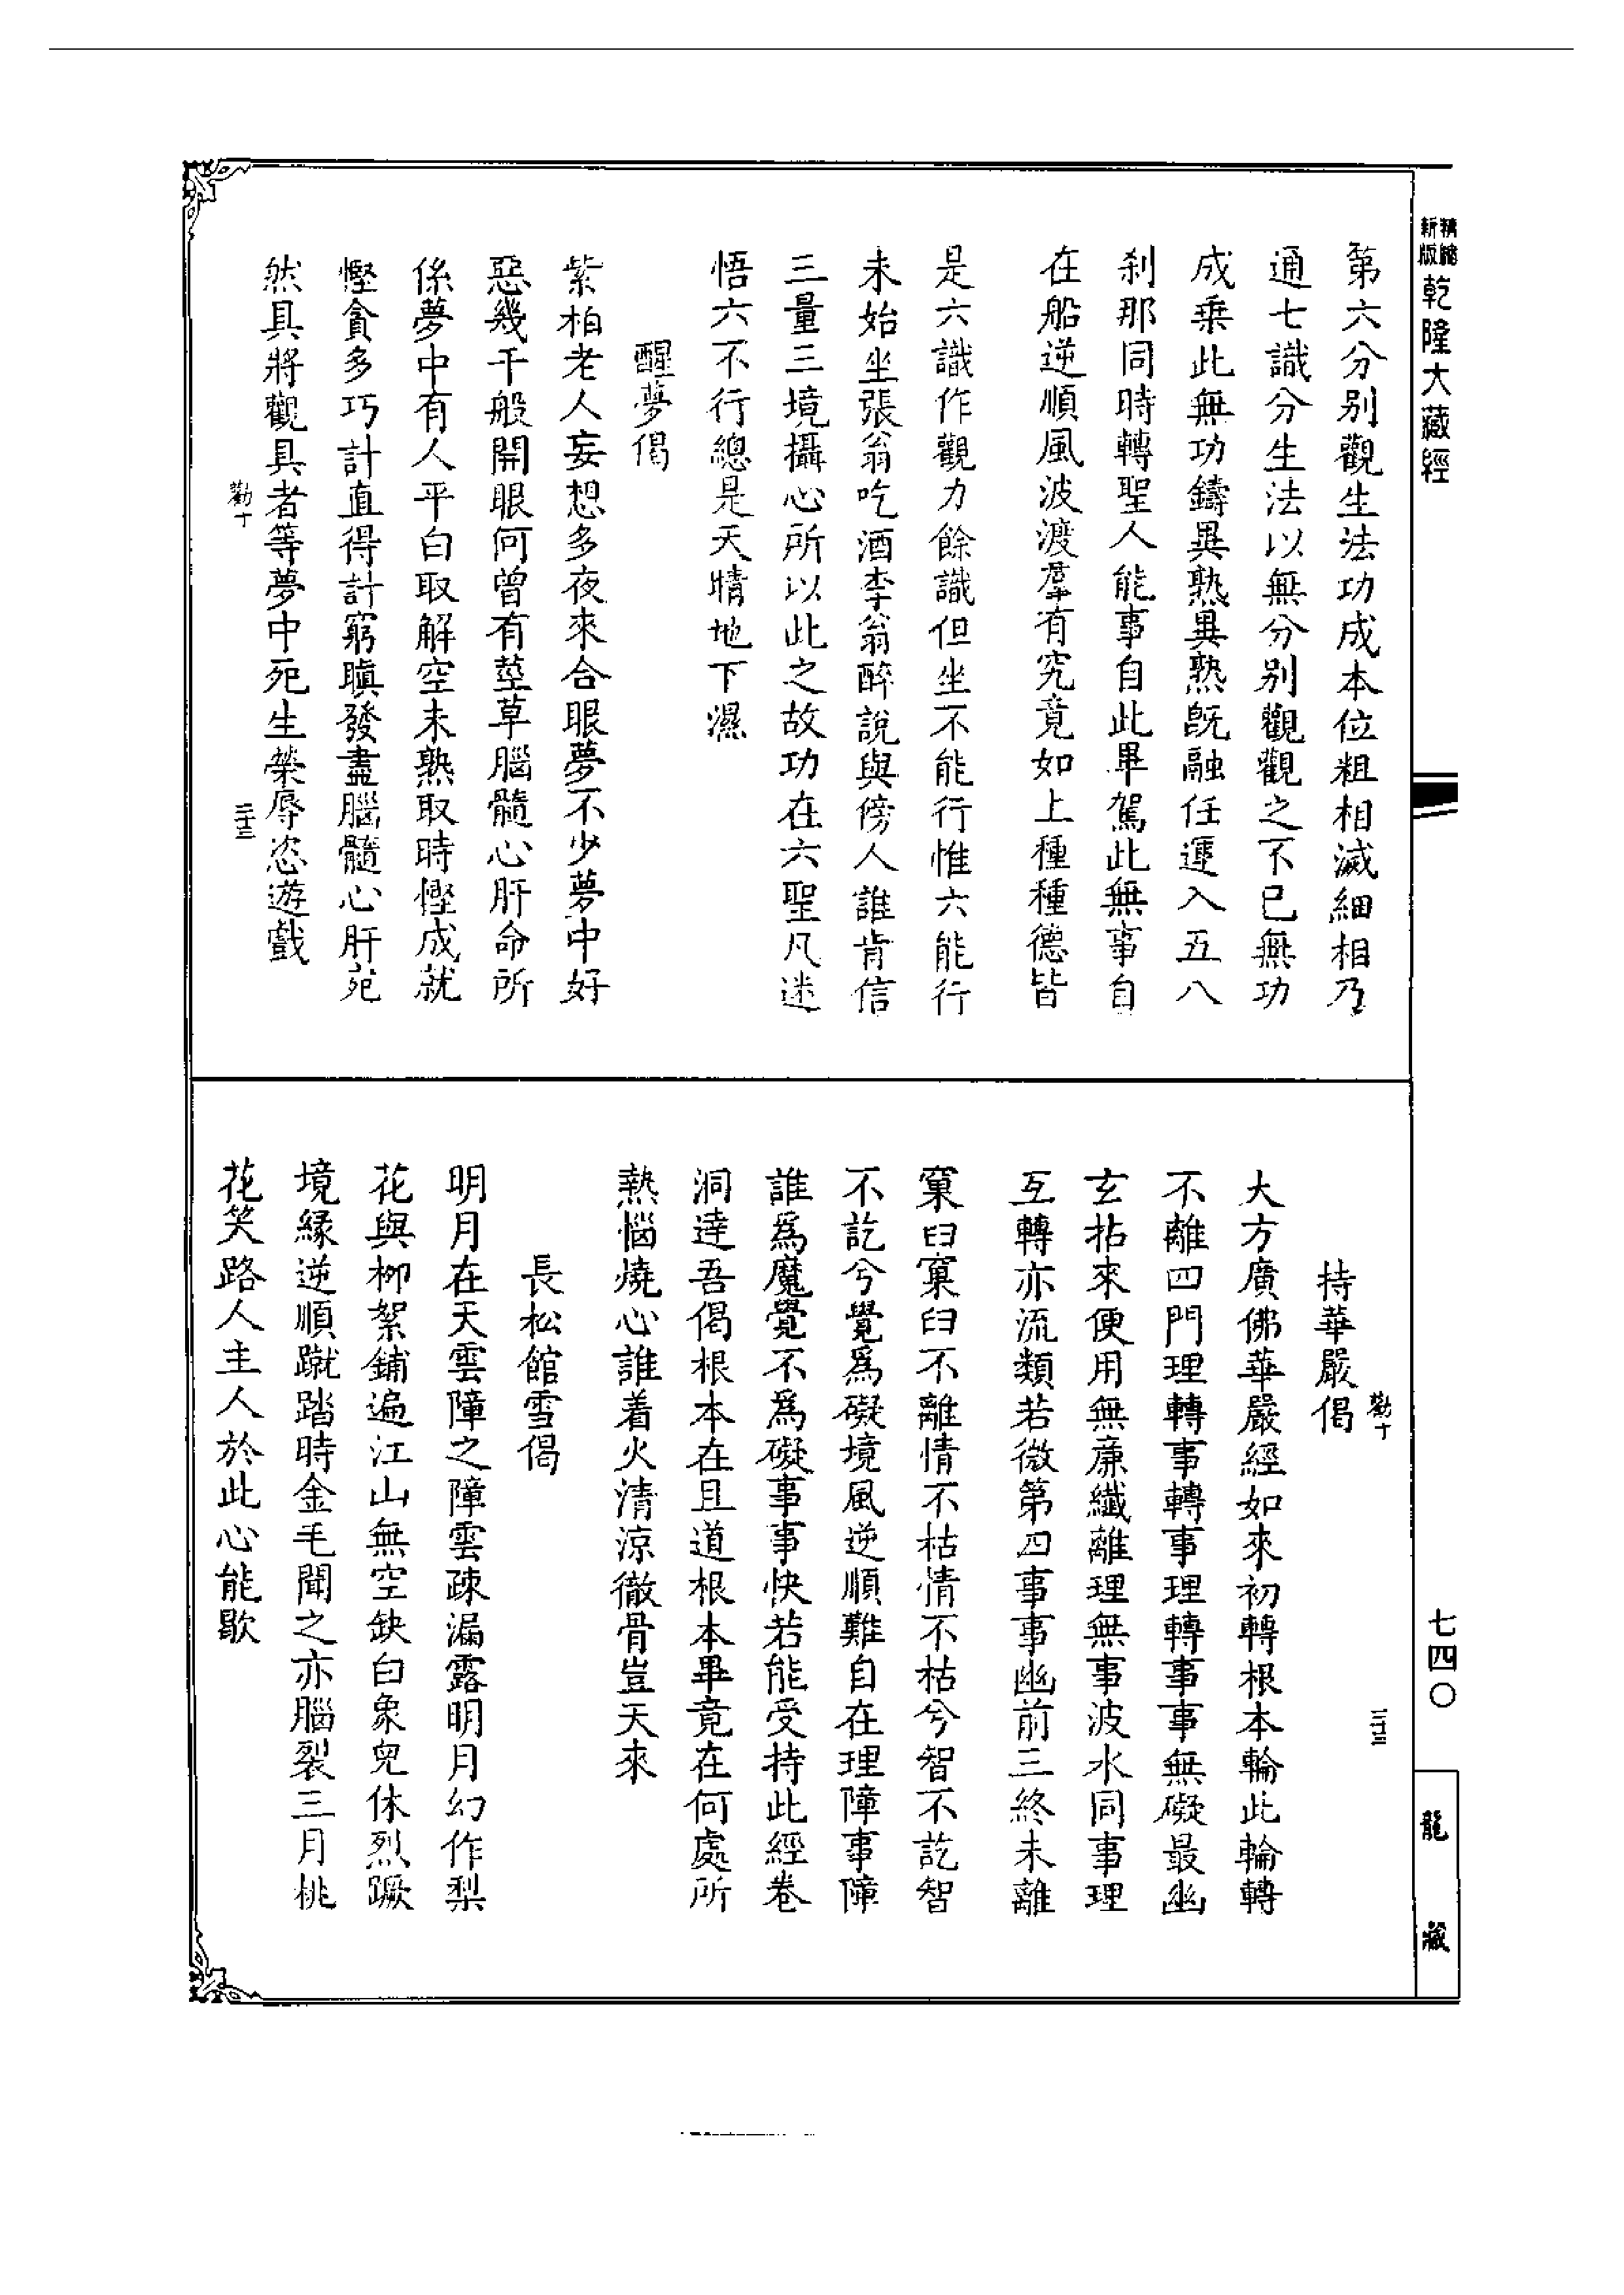 精縮
新版
乾隆大藏經
第六分別觀生法功成本位粗相滅細相乃
通七識分生法以無分別觀觀之不已無功
成乗此無功鑄異熟異熟旣融任運入五八
刹那同時轉聖人能事自此畢駕此無事自
在船逆順風波渡羣有究竟如上種種德皆
是六識作觀力餘識但坐不能行惟六能行
未始坐張翁吃酒李翁醉說與傍人誰肯信
三量三境攝心所以此之故功在六聖凡迷
悟六不行總是天晴地下濕
醒夢偈
紫柏老人妄想多夜來合眼夢不少夢中好
惡幾千般開眼何曾有莖草腦髓心肝命所
係夢中有人平白取解空未熟取時慳成就
慳貪多巧計直得計窮瞋發盡腦髓心肝宛
然具將觀具者等夢中死生榮辱恣遊戲
勸十
二十三
勸十
二十三
持華嚴偈
大方廣佛華嚴經如來初轉根本輪此輪轉
不離四門理轉事轉事理轉事事無礙最幽
玄拈來便用無廉纖離理無事波水同事理
互轉亦流類若微第四事事幽前三終未離
窠臼窠臼不離情不枯情不枯兮智不訖智
不訖兮覺爲礙境風逆順難自在理障事障
誰爲魔覺不爲礙事事快若能受持此經卷
洞達吾偈根本在且道根本畢竟在何處所
熱惱燒心誰着火清涼徹骨豈天來
長松館雪偈
明月在天雲障之障雲疎漏露明月幻作梨
花與柳絮鋪遍江山無空缺白象兒休烈蹶
境緣逆順蹴踏時金毛聞之亦腦裂三月桃
花笑路人主人於此心能歇
七四〇
龍藏